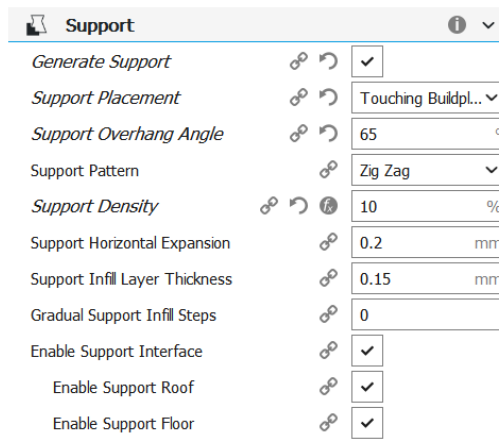 Support
Generate Support
Support Placement Touching Buildpl...
Support Overhang Angle 65 °
Support Pattern Zig Zag
Support Density 10 %
Support Horizontal Expansion 0.2 mm
Support Infill Layer Thickness 0.15 mm
Gradual Support Infill Steps 0
Enable Support Interface
Enable Support Roof
Enable Support Floor